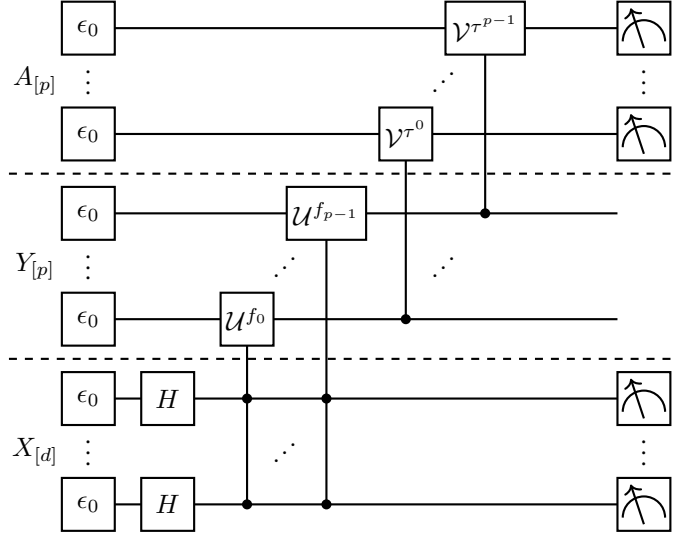 ϵ₀ 𝒱^{τ^{p−1}}
A_{[p]} ⋮ ⋰ ⋮
ϵ₀ 𝒱^{τ^0}
ϵ₀ 𝒰^{f_{p−1}}
Y_{[p]} ⋮ ⋰ ⋰
ϵ₀ 𝒰^{f_0}
ϵ₀ H
X_{[d]} ⋮ ⋰ ⋮
ϵ₀ H